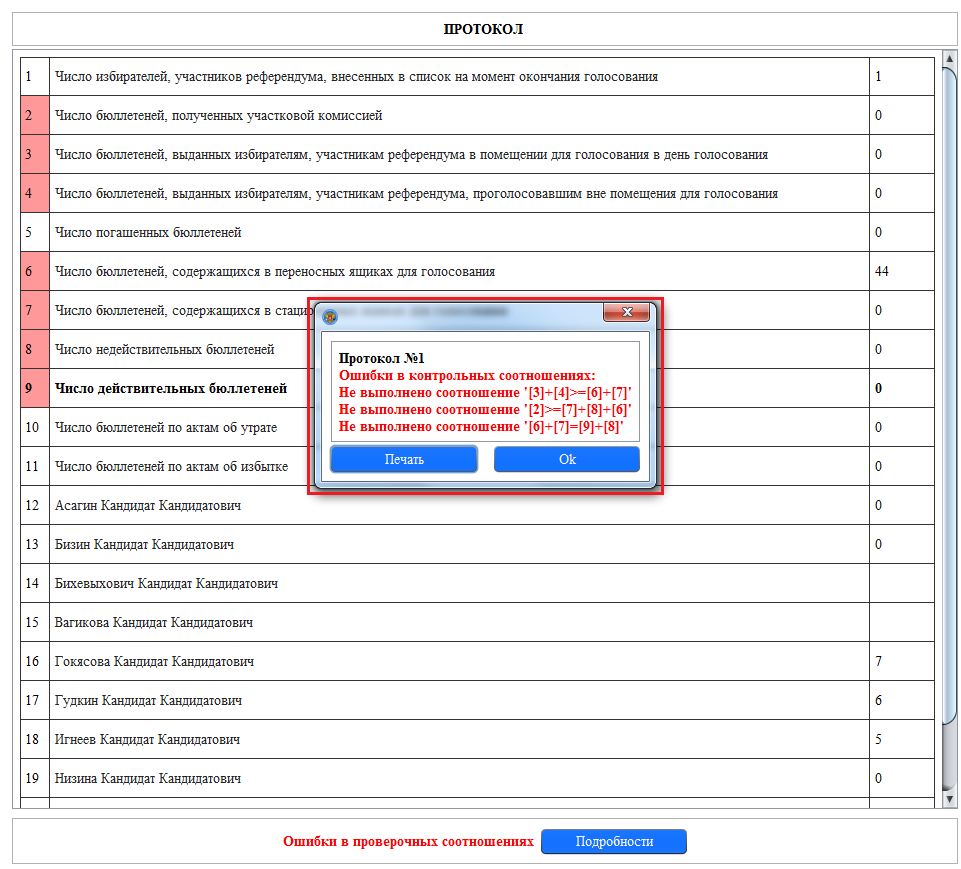 ПРОТОКОЛ
1 Число избирателей, участников референдума, внесенных в список на момент окончания голосования 1
2 Число бюллетеней, полученных участковой комиссией 0
3 Число бюллетеней, выданных избирателям, участникам референдума в помещении для голосования в день голосования 0
4 Число бюллетеней, выданных избирателям, участникам референдума, проголосовавшим вне помещения для голосования 0
5 Число погашенных бюллетеней 0
6 Число бюллетеней, содержащихся в переносных ящиках для голосования 44
7 Число бюллетеней, содержащихся в стацио 0
8 Число недействительных бюллетеней 0
9 Число действительных бюллетеней 0
10 Число бюллетеней по актам об утрате 0
11 Число бюллетеней по актам об избытке 0
12 Асагин Кандидат Кандидатович 0
13 Бизин Кандидат Кандидатович 0
14 Бихевыхович Кандидат Кандидатович
15 Вагикова Кандидат Кандидатович
16 Гокясова Кандидат Кандидатович 7
17 Гудкин Кандидат Кандидатович 6
18 Игнеев Кандидат Кандидатович 5
19 Низина Кандидат Кандидатович 0
Протокол №1
Ошибки в контрольных соотношениях:
Не выполнено соотношение '[3]+[4]>=[6]+[7]'
Не выполнено соотношение '[2]>=[7]+[8]+[6]'
Не выполнено соотношение '[6]+[7]=[9]+[8]'
Печать Ok
Ошибки в проверочных соотношениях Подробности